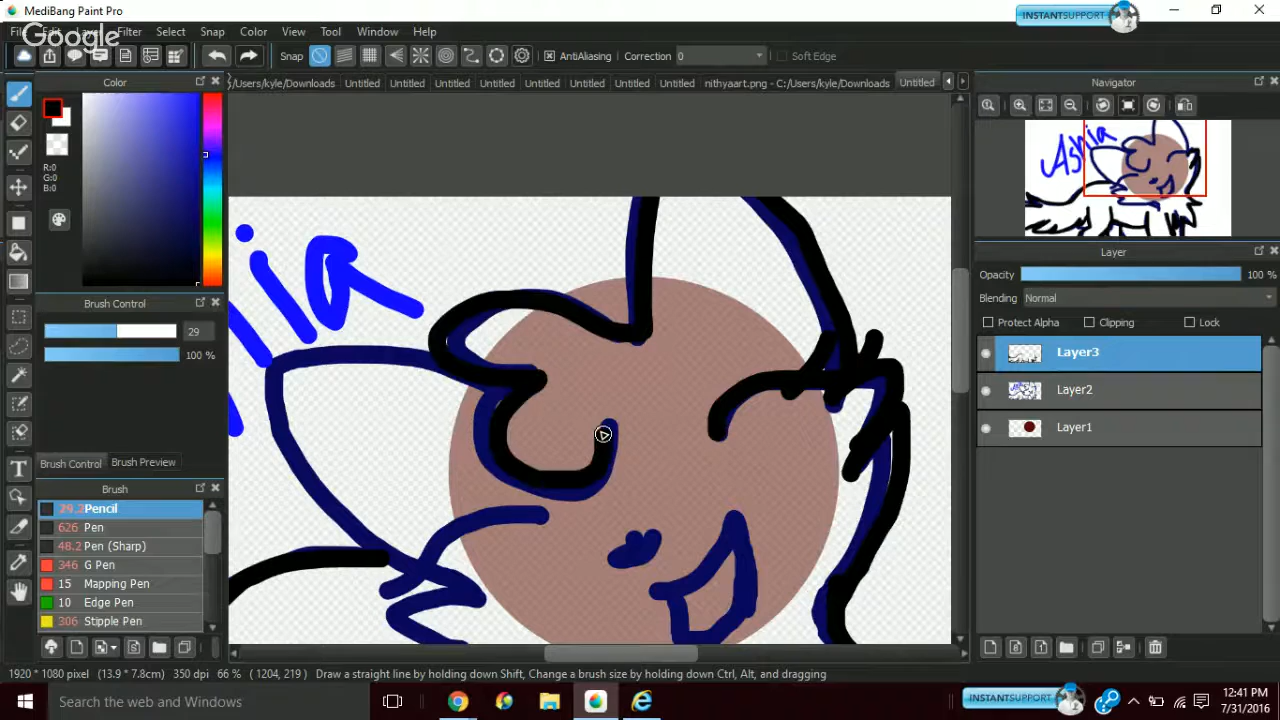 MediBang Paint Pro
INSTANTSUPPORT
File Edit Layer Filter Select Snap Color View Tool Window Help
Google
Snap AntiAliasing Correction 0 Soft Edge
Color
/Users/kyle/Downloads Untitled Untitled Untitled Untitled Untitled Untitled Untitled nithyaart.png - C:/Users/kyle/Downloads Untitled
Navigator
R:0
G:0
B:0
Ashia
Layer
Opacity 100 %
Blending Normal
Protect Alpha Clipping Lock
Layer3
Layer2
Layer1
Brush Control
29
100 %
Brush Control Brush Preview
Brush
29.2 Pencil
626 Pen
48.2 Pen (Sharp)
346 G Pen
15 Mapping Pen
10 Edge Pen
306 Stipple Pen
1920 * 1080 pixel (13.9 * 7.8cm) 350 dpi 66 % ( 1204, 219 ) Draw a straight line by holding down Shift, Change a brush size by holding down Ctrl, Alt, and dragging
Search the web and Windows
INSTANTSUPPORT
12:41 PM
7/31/2016